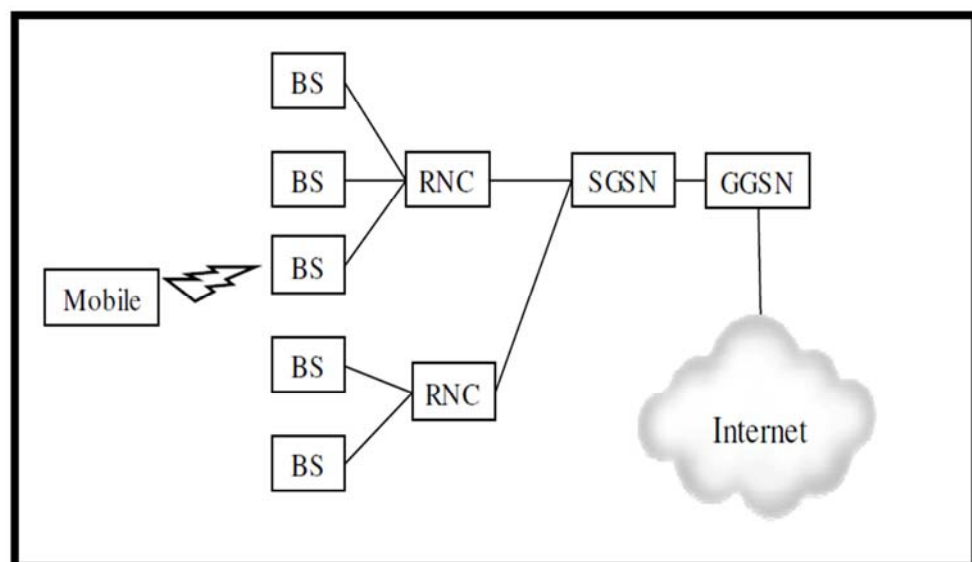 BS
BS
RNC
SGSN
GGSN
BS
Mobile
BS
RNC
BS
Internet